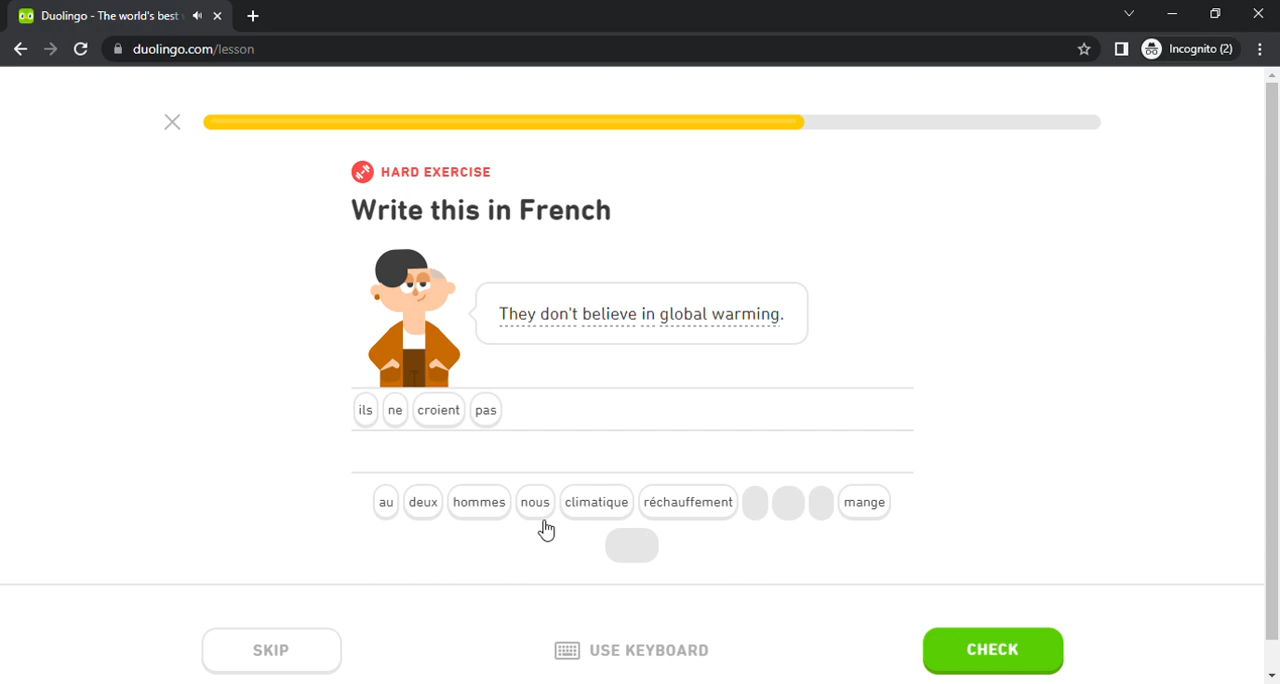 Duolingo - The world's best
duolingo.com/lesson
Incognito (2)
HARD EXERCISE
Write this in French
They don't believe in global warming.
ils ne croient pas
au deux hommes nous climatique réchauffement mange
SKIP
USE KEYBOARD
CHECK